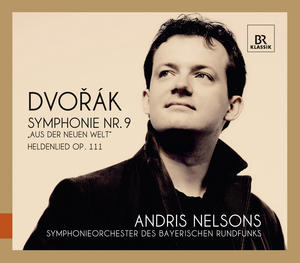 BR
KLASSIK
DVOŘÁK
SYMPHONIE NR. 9
„AUS DER NEUEN WELT“
HELDENLIED OP. 111
ANDRIS NELSONS
SYMPHONIEORCHESTER DES BAYERISCHEN RUNDFUNKS